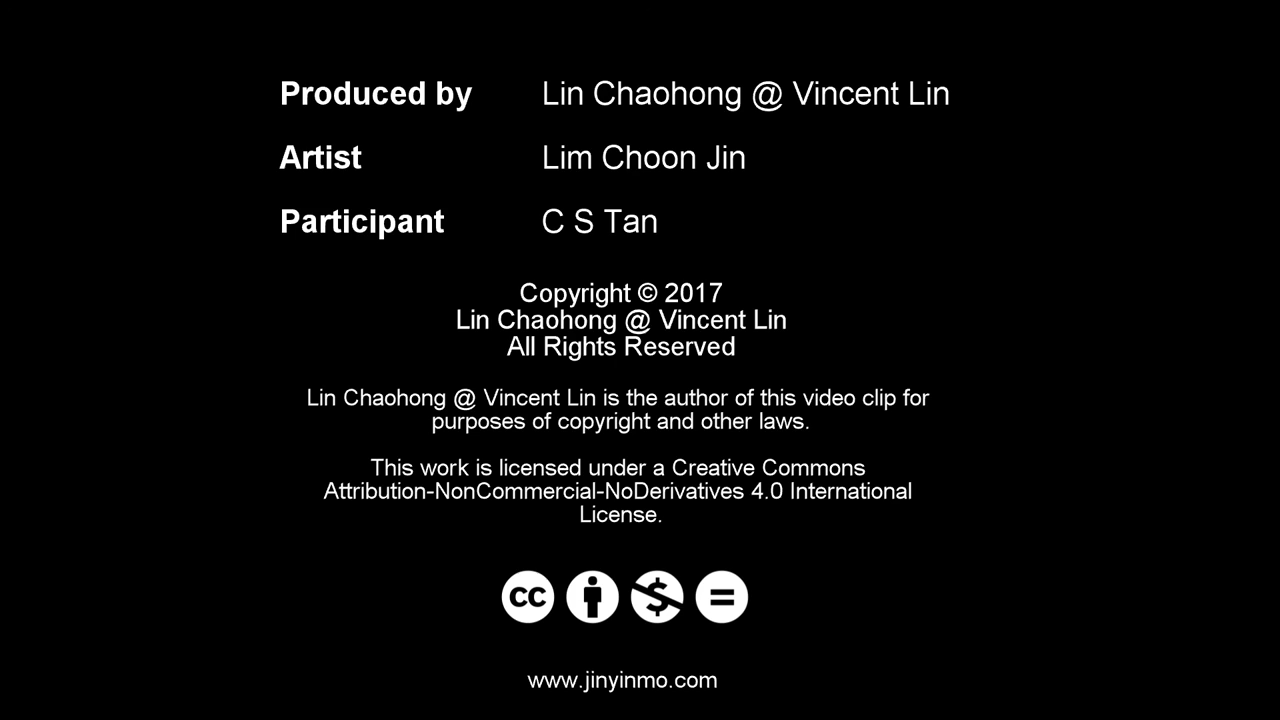 Produced by Lin Chaohong @ Vincent Lin
Artist Lim Choon Jin
Participant C S Tan
Copyright © 2017
Lin Chaohong @ Vincent Lin
All Rights Reserved
Lin Chaohong @ Vincent Lin is the author of this video clip for
purposes of copyright and other laws.
This work is licensed under a Creative Commons
Attribution-NonCommercial-NoDerivatives 4.0 International
License.
cc $ =
www.jinyinmo.com